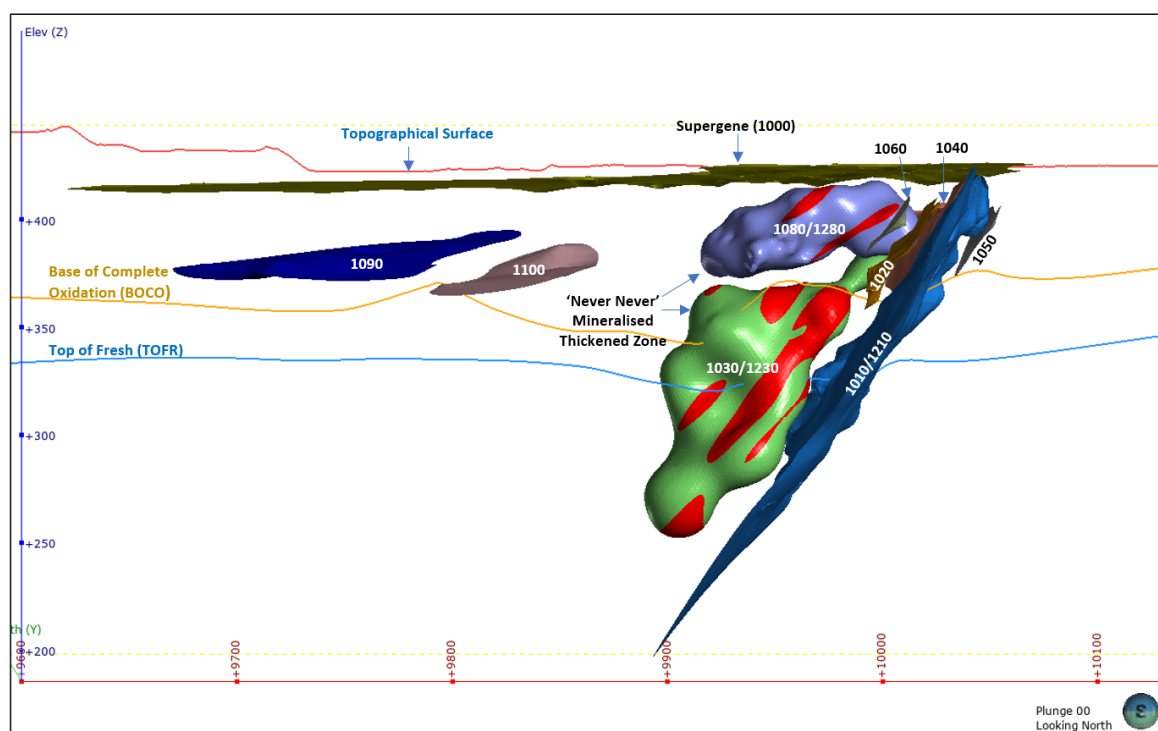 Elev (Z)
Topographical Surface
Supergene (1000)
1060
1040
+400
1080/1280
1050
1090
1100
1020
Base of Complete
Oxidation (BOCO)
'Never Never'
Mineralised
Thickened Zone
+350
Top of Fresh (TOFR)
1030/1230
1010/1210
+300
+250
th (Y)
+200
+9600
+9700
+9800
+9900
+10000
+10100
Plunge 00
Looking North
S